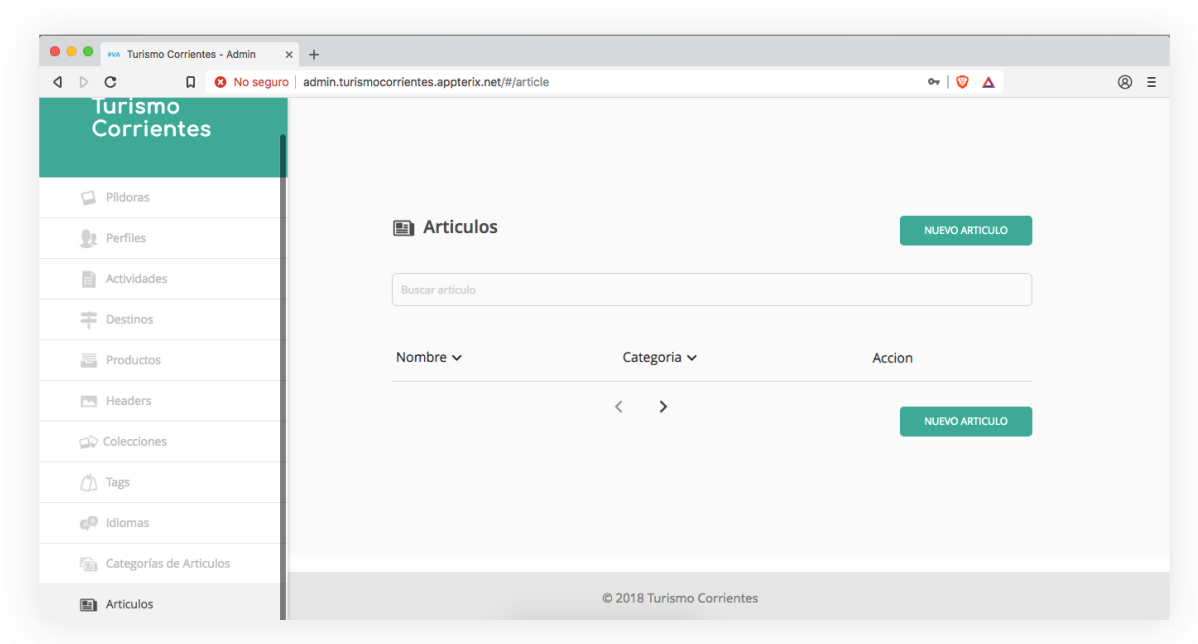 #VA Turismo Corrientes - Admin
No seguro admin.turismocorrientes.appterix.net/#/article
Turismo
Corrientes
Píldoras
Perfiles
Actividades
Destinos
Productos
Headers
Colecciones
Tags
Idiomas
Categorías de Articulos
Articulos
Articulos
NUEVO ARTICULO
Buscar articulo
Nombre Categoria Accion
NUEVO ARTICULO
© 2018 Turismo Corrientes